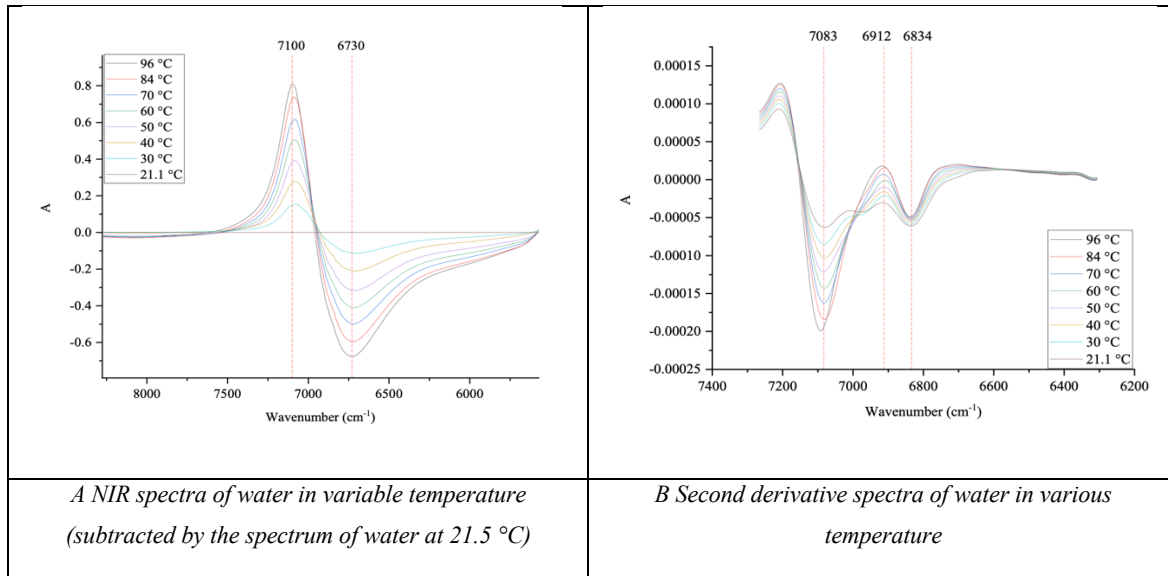 7100 6730
96 °C
84 °C
70 °C
60 °C
50 °C
40 °C
30 °C
21.1 °C
A
0.8
0.6
0.4
0.2
0.0
-0.2
-0.4
-0.6
8000 7500 7000 6500 6000
Wavenumber (cm-1)
7083 6912 6834
A
0.00015
0.00010
0.00005
0.00000
-0.00005
-0.00010
-0.00015
-0.00020
-0.00025
96 °C
84 °C
70 °C
60 °C
50 °C
40 °C
30 °C
21.1 °C
7400 7200 7000 6800 6600 6400 6200
Wavenumber (cm-1)
A NIR spectra of water in variable temperature
(subtracted by the spectrum of water at 21.5 °C)
B Second derivative spectra of water in various
temperature